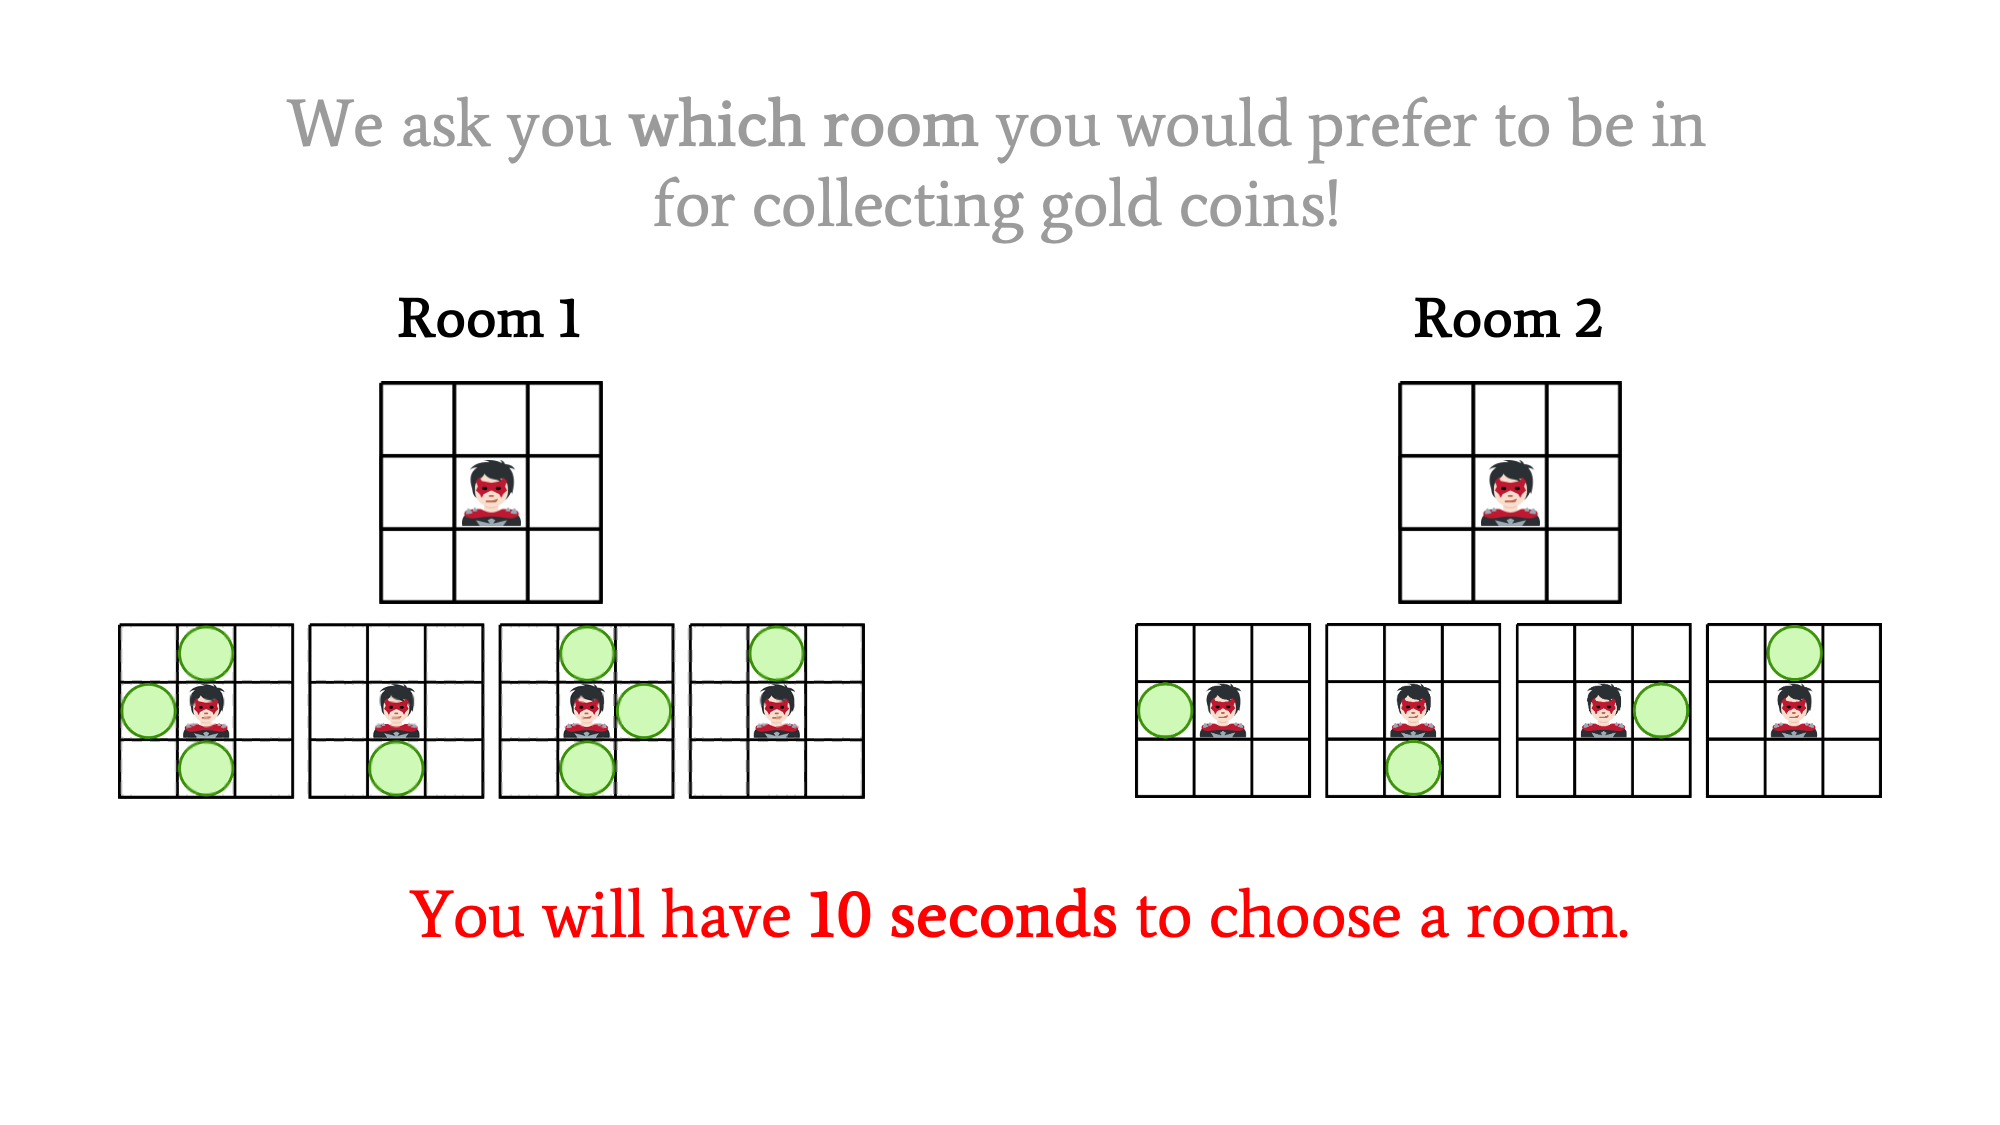 We ask you which room you would prefer to be in
for collecting gold coins!
Room 1
Room 2
You will have 10 seconds to choose a room.